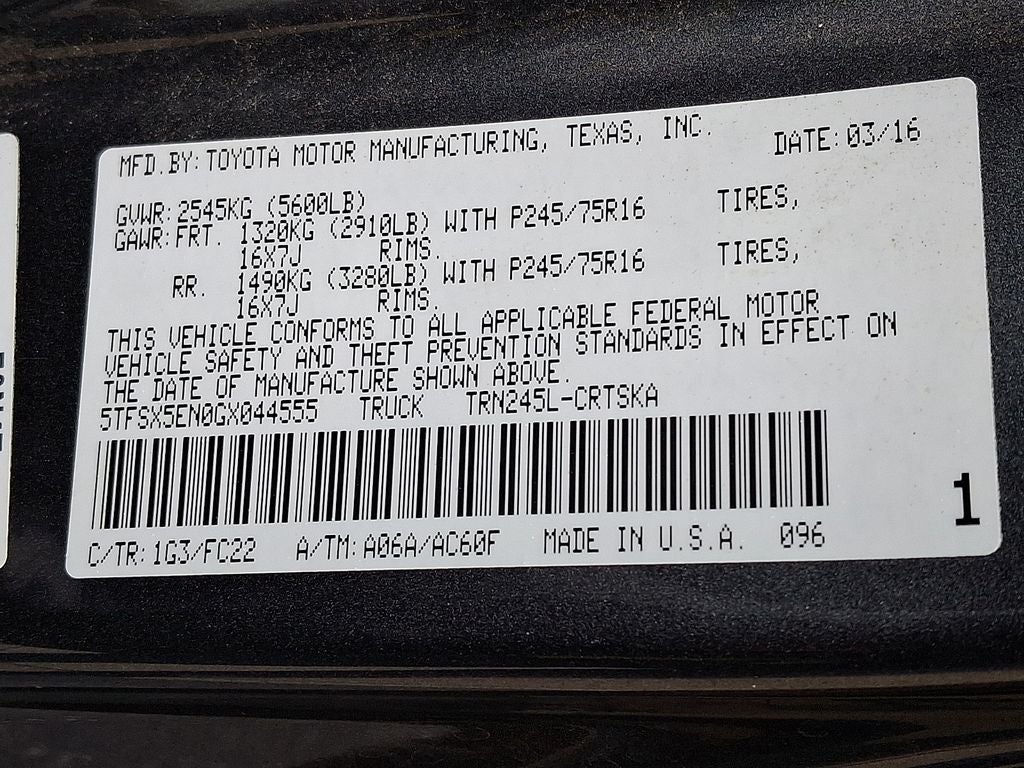 MFD.BY: TOYOTA MOTOR MANUFACTURING, TEXAS, INC. DATE: 03/16
GVWR: 2545KG (5600LB)
GAWR: FRT. 1320KG (2910LB) WITH P245/75R16 TIRES,
16X7J RIMS.
RR. 1490KG (3280LB) WITH P245/75R16 TIRES,
16X7J RIMS.
THIS VEHICLE CONFORMS TO ALL APPLICABLE FEDERAL MOTOR
VEHICLE SAFETY AND THEFT PREVENTION STANDARDS IN EFFECT ON
THE DATE OF MANUFACTURE SHOWN ABOVE.
5TFSX5EN0GX044555 TRUCK TRN245L-CRTSKA
1
C/TR: 1G3/FC22 A/TM: A06A/AC60F MADE IN U.S.A. 096